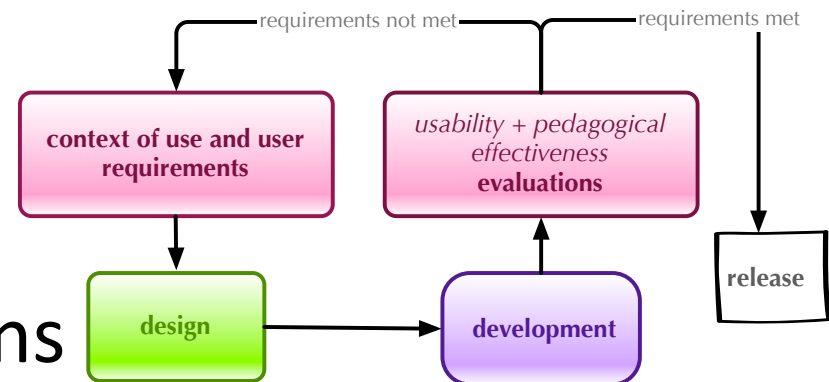 requirements not met
requirements met
context of use and user
requirements
usability + pedagogical
effectiveness
evaluations
release
design
development